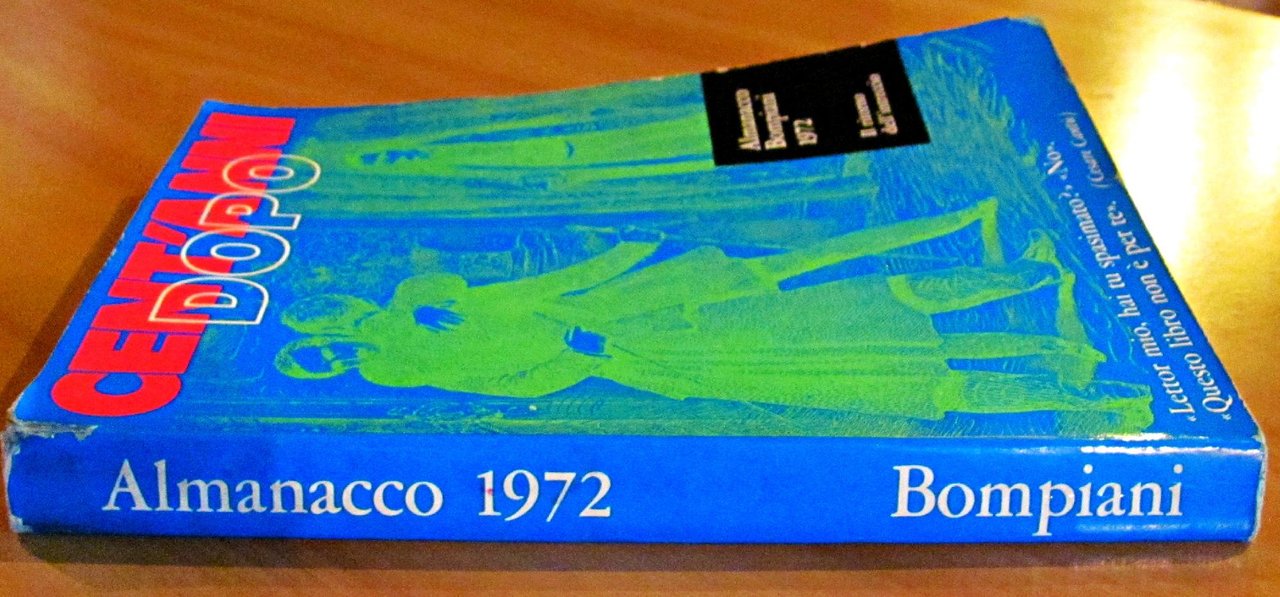 CENT'ANNI
DOPO
Almanacco
Bompiani
1972
Il ritorno
dell'intreccio
«Lettor mio, hai tu spasimato?» «No».
«Questo libro non è per te». (Cesare Cantù)
Almanacco 1972 Bompiani